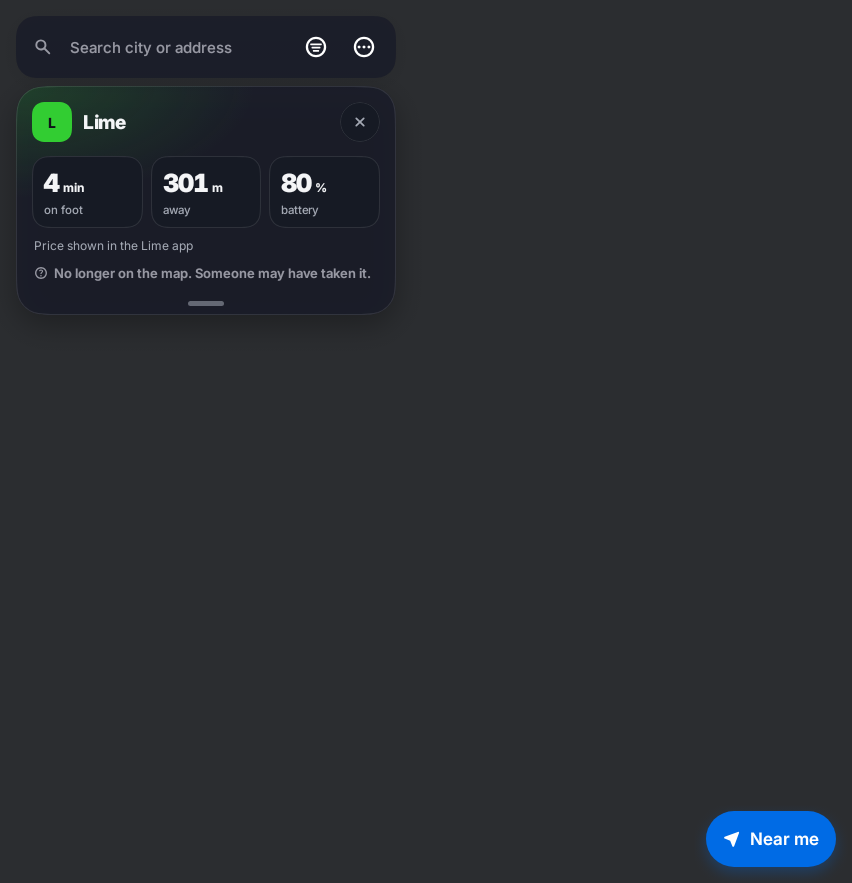 Search city or address
L
Lime
4 min
on foot
301 m
away
80 %
battery
Price shown in the Lime app
No longer on the map. Someone may have taken it.
Near me